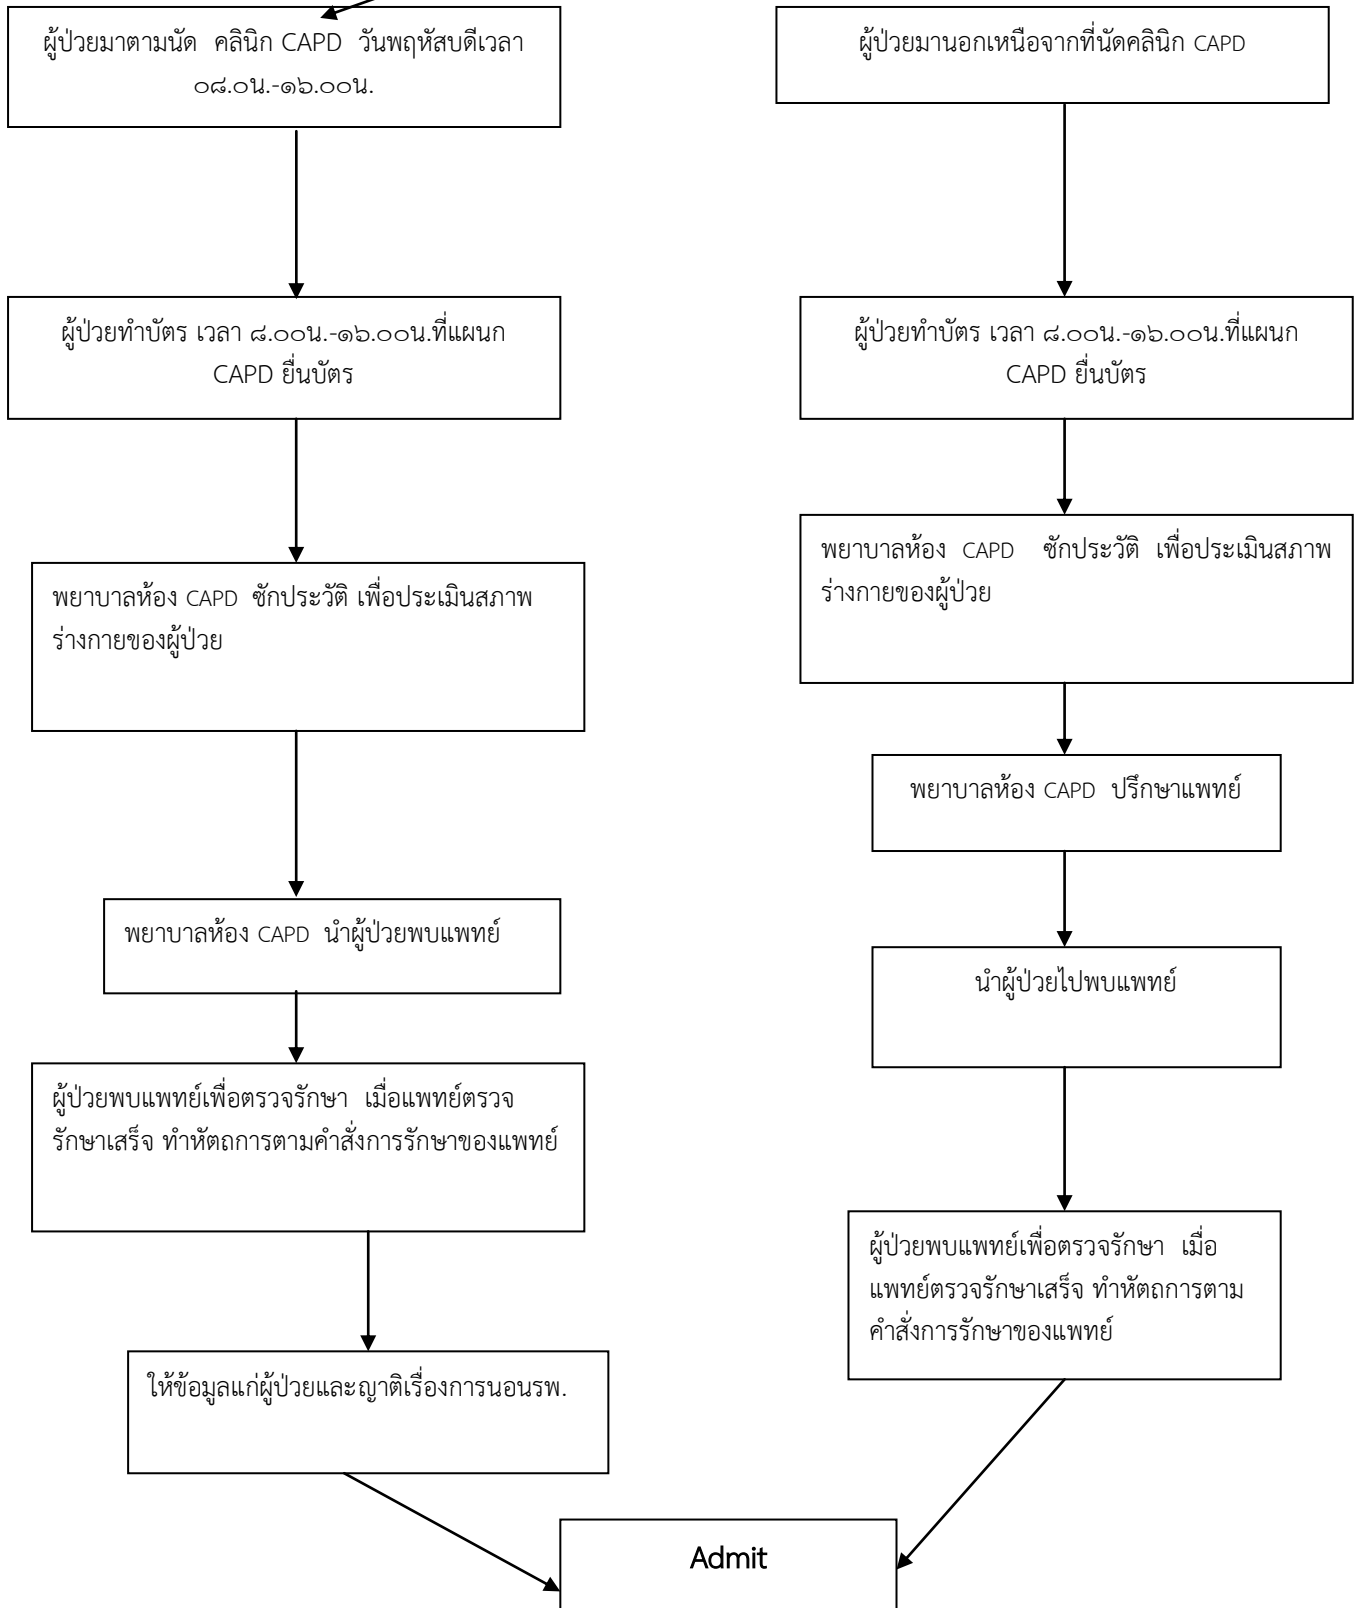 ผู้ป่วยมาตามนัด คลินิก CAPD วันพฤหัสบดีเวลา
๐๘.๐น.-๑๖.๐๐น.
ผู้ป่วยทำบัตร เวลา ๘.๐๐น.-๑๖.๐๐น.ที่แผนก
CAPD ยื่นบัตร
พยาบาลห้อง CAPD ซักประวัติ เพื่อประเมินสภาพ
ร่างกายของผู้ป่วย
พยาบาลห้อง CAPD นำผู้ป่วยพบแพทย์
ผู้ป่วยพบแพทย์เพื่อตรวจรักษา เมื่อแพทย์ตรวจ
รักษาเสร็จ ทำหัตถการตามคำสั่งการรักษาของแพทย์
ให้ข้อมูลแก่ผู้ป่วยและญาติเรื่องการนอนรพ.
ผู้ป่วยมานอกเหนือจากที่นัดคลินิก CAPD
ผู้ป่วยทำบัตร เวลา ๘.๐๐น.-๑๖.๐๐น.ที่แผนก
CAPD ยื่นบัตร
พยาบาลห้อง CAPD ซักประวัติ เพื่อประเมินสภาพ
ร่างกายของผู้ป่วย
พยาบาลห้อง CAPD ปรึกษาแพทย์
นำผู้ป่วยไปพบแพทย์
ผู้ป่วยพบแพทย์เพื่อตรวจรักษา เมื่อ
แพทย์ตรวจรักษาเสร็จ ทำหัตถการตาม
คำสั่งการรักษาของแพทย์
Admit